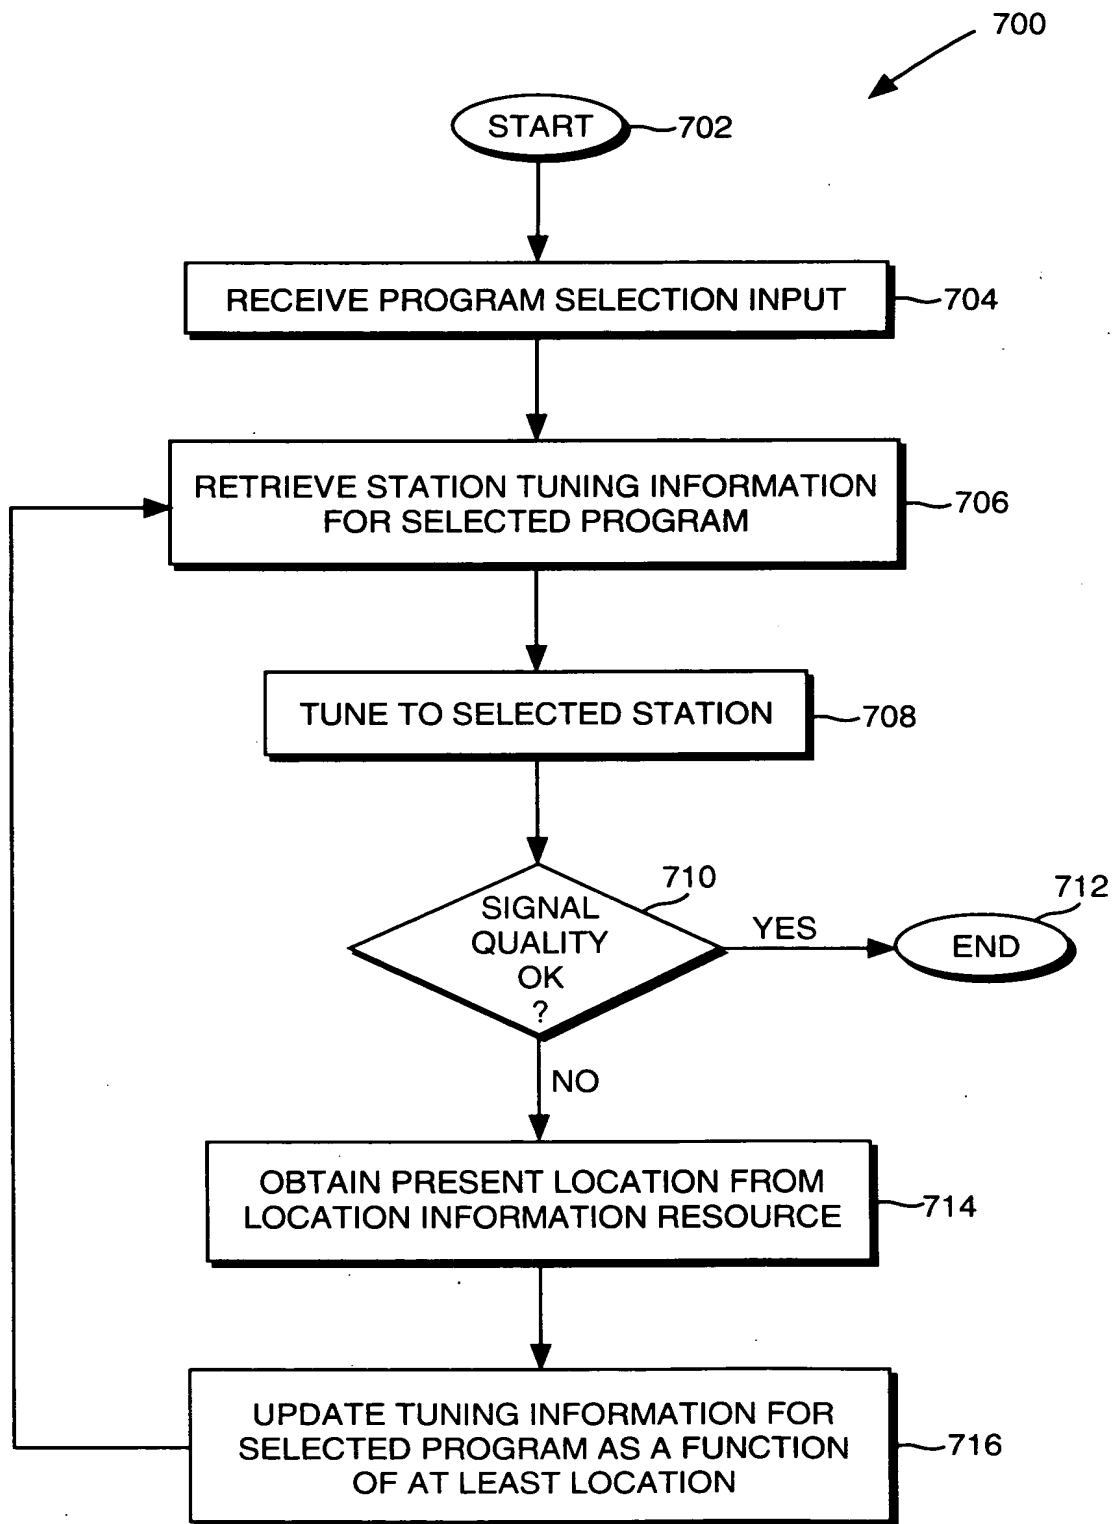 700
START
702
RECEIVE PROGRAM SELECTION INPUT
704
RETRIEVE STATION TUNING INFORMATION
FOR SELECTED PROGRAM
706
TUNE TO SELECTED STATION
708
SIGNAL
QUALITY
OK
?
710
YES
END
712
NO
OBTAIN PRESENT LOCATION FROM
LOCATION INFORMATION RESOURCE
714
UPDATE TUNING INFORMATION FOR
SELECTED PROGRAM AS A FUNCTION
OF AT LEAST LOCATION
716